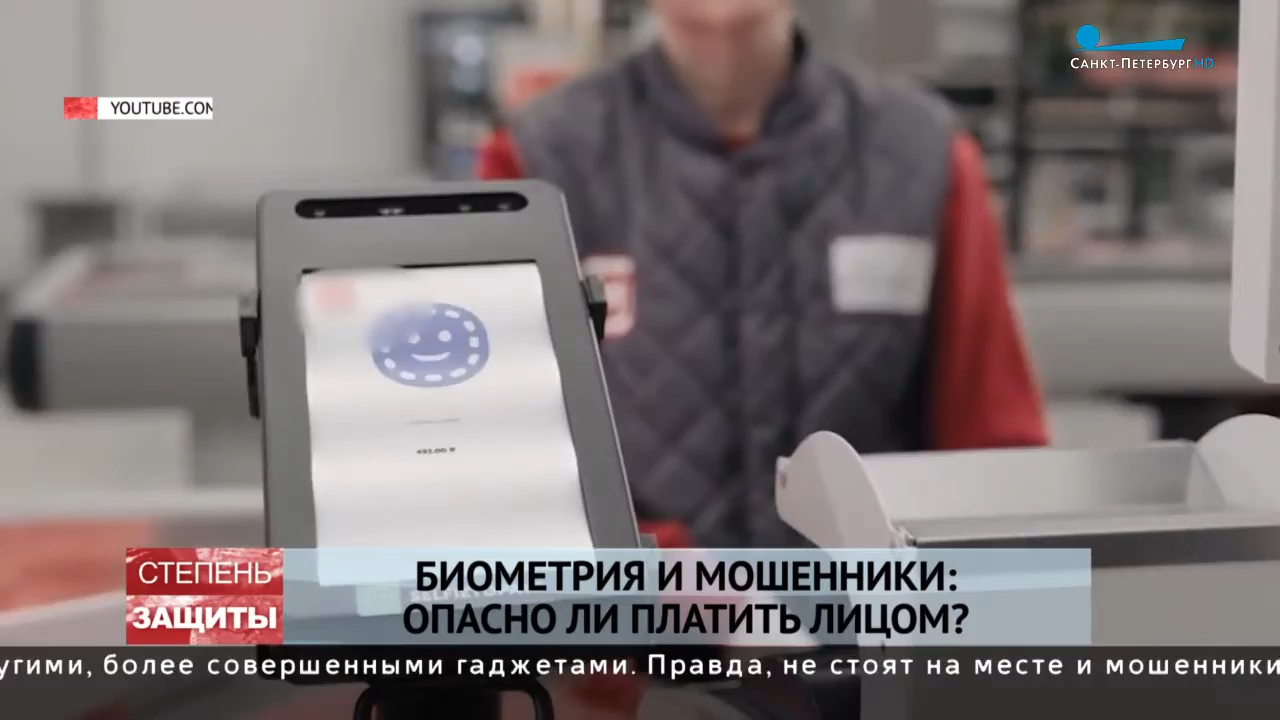 Санкт-Петербург HD
YOUTUBE.COM
СТЕПЕНЬ
ЗАЩИТЫ
БИОМЕТРИЯ И МОШЕННИКИ:
ОПАСНО ЛИ ПЛАТИТЬ ЛИЦОМ?
угими, более совершенными гаджетами. Правда, не стоят на месте и мошенники